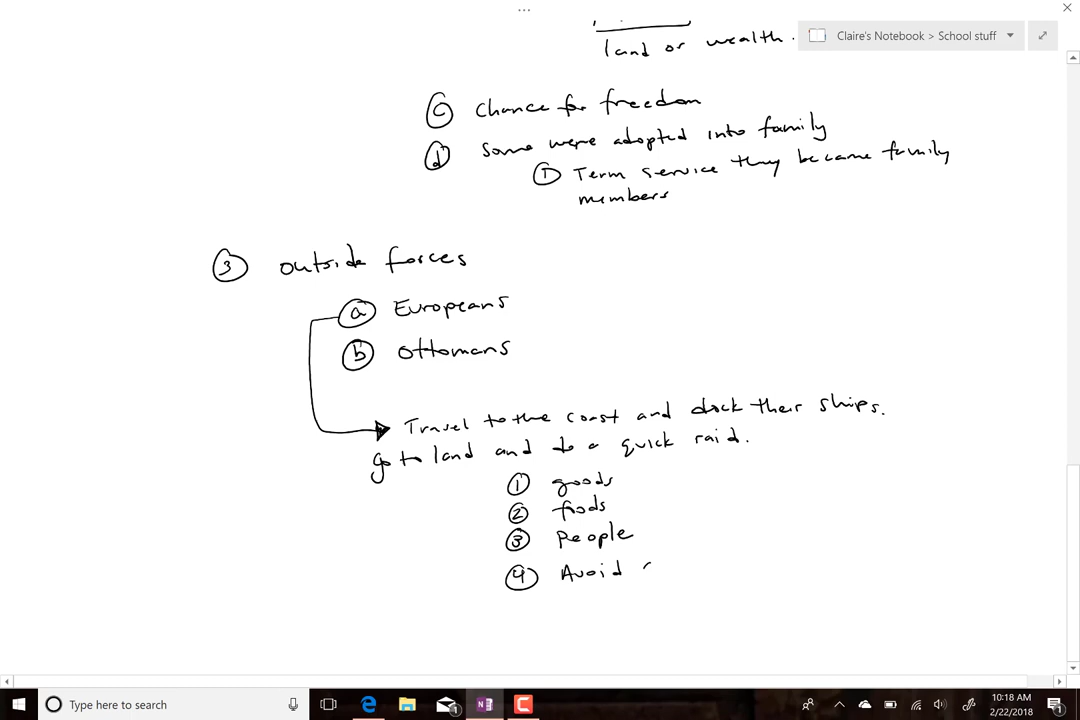 ...
Claire's Notebook > School stuff
land or wealth.
c chance for freedom
d some were adopted into family
1 Term service they became family
members
3 outside forces
a Europeans
b Ottomans
Travel to the coast and dock their ships.
go to land and do a quick raid.
1 goods
2 foods
3 People
4 Avoid
Type here to search
10:18 AM
2/22/2018